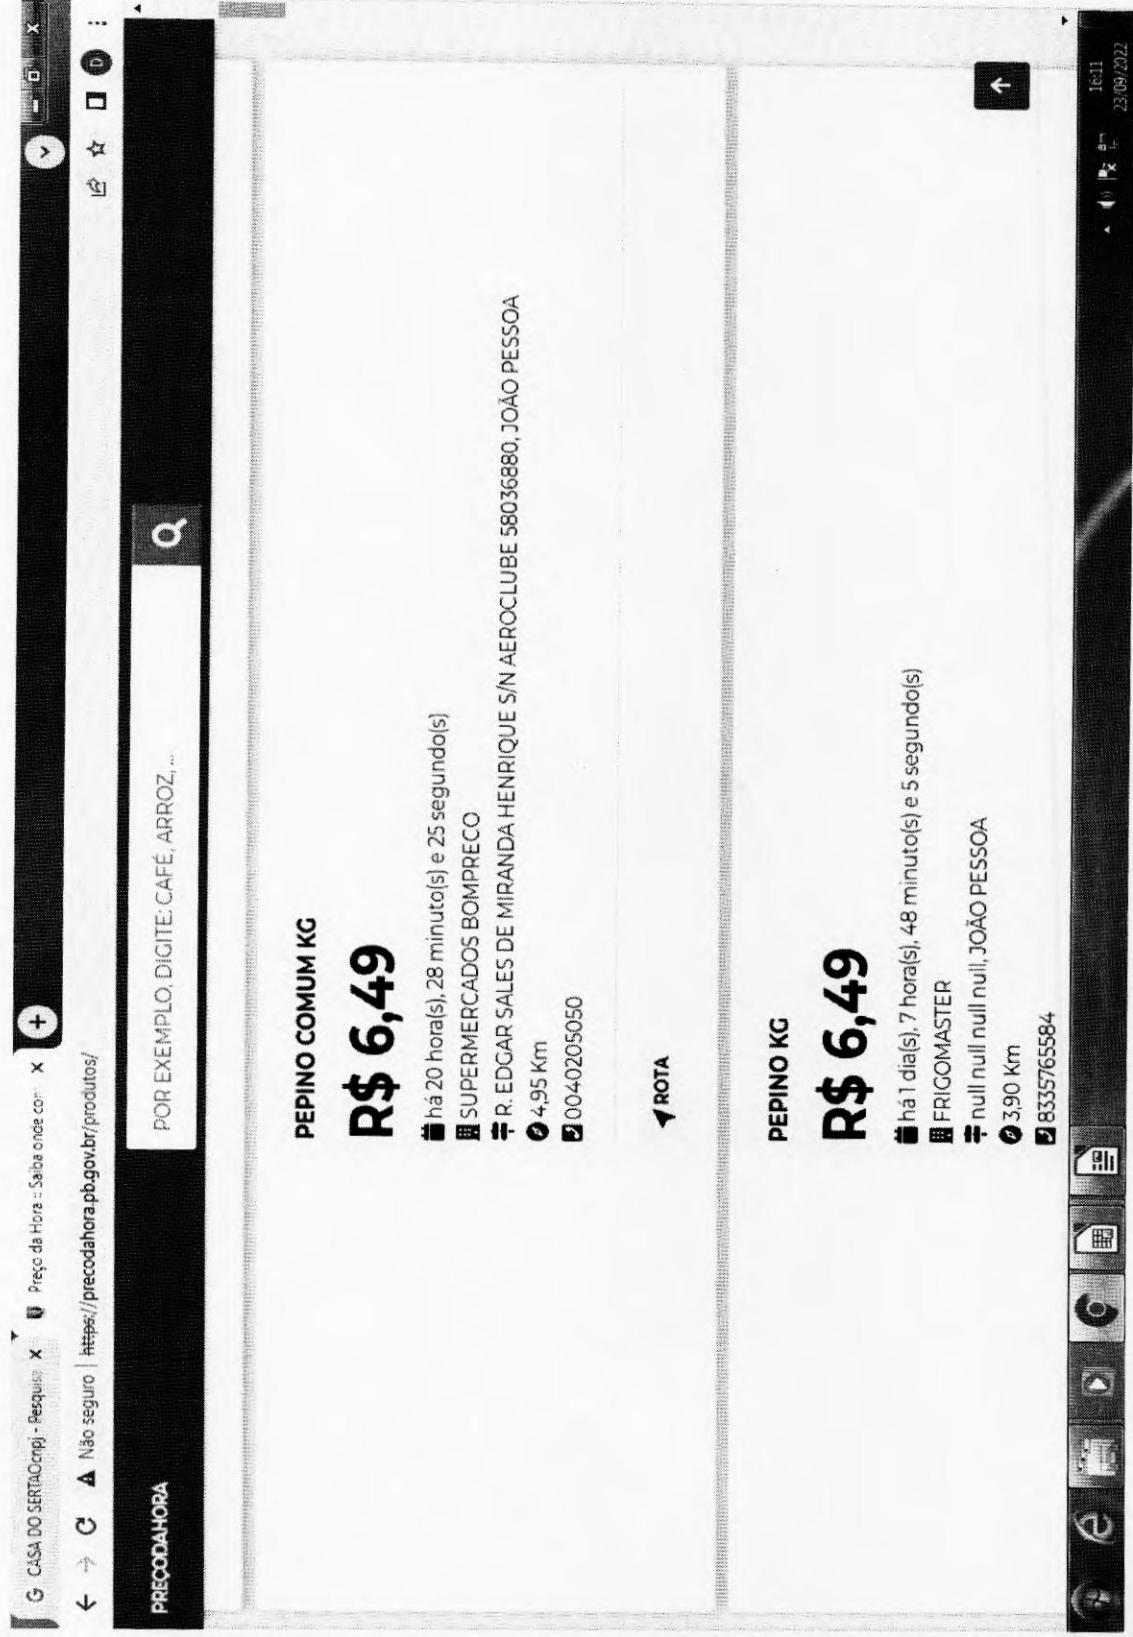 CASA DO SERTAOcnpj - Pesquis
Preço da Hora :: Saiba onde con
Não seguro | https://precodahora.pb.gov.br/produtos/
D
PREÇODAHORA
POR EXEMPLO, DIGITE: CAFÉ, ARROZ, ...
PEPINO COMUM KG
R$ 6,49
há 20 hora(s), 28 minuto(s) e 25 segundo(s)
SUPERMERCADOS BOMPRECO
R. EDGAR SALES DE MIRANDA HENRIQUE S/N AEROCLUBE 58036880, JOÃO PESSOA
4,95 Km
0040205050
ROTA
PEPINO KG
R$ 6,49
há 1 dia(s), 7 hora(s), 48 minuto(s) e 5 segundo(s)
FRIGOMASTER
null null null null, JOÃO PESSOA
3,90 Km
8335765584
16:11
23/09/2022